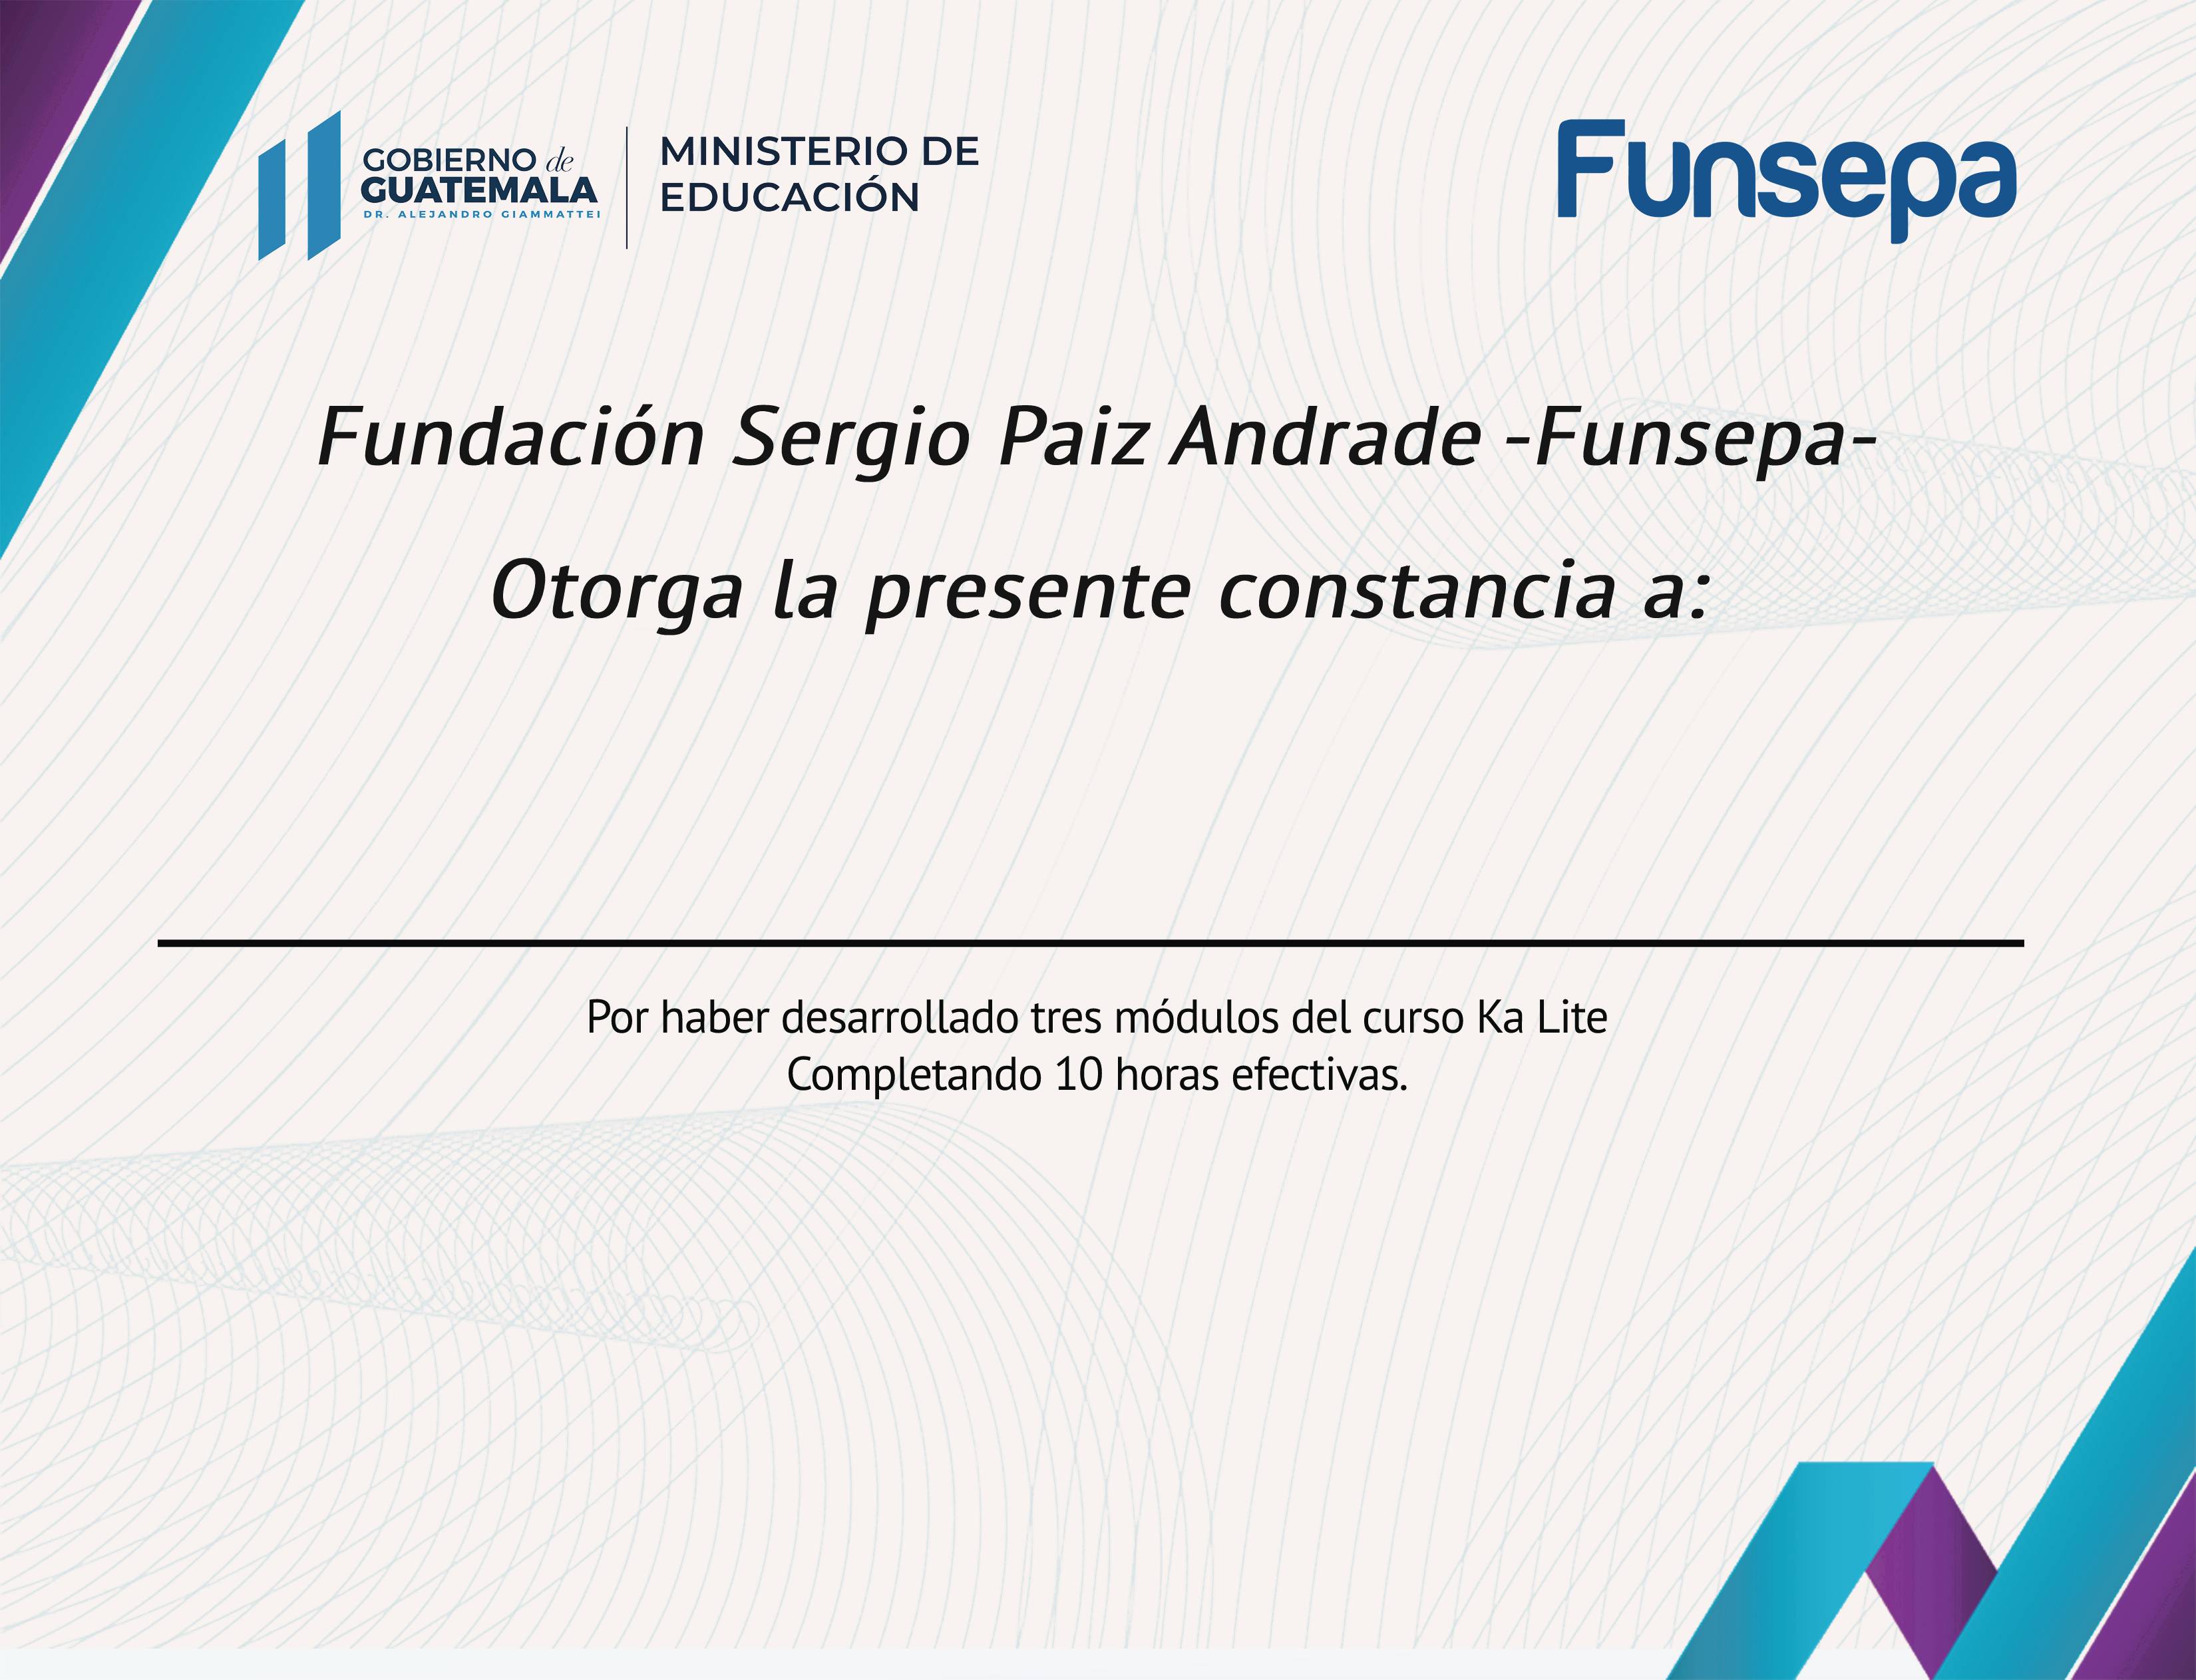 GOBIERNO de
GUATEMALA
DR. ALEJANDRO GIAMMATTEI
MINISTERIO DE
EDUCACIÓN
Funsepa
Fundación Sergio Paiz Andrade -Funsepa-
Otorga la presente constancia a:
Por haber desarrollado tres módulos del curso Ka Lite
Completando 10 horas efectivas.